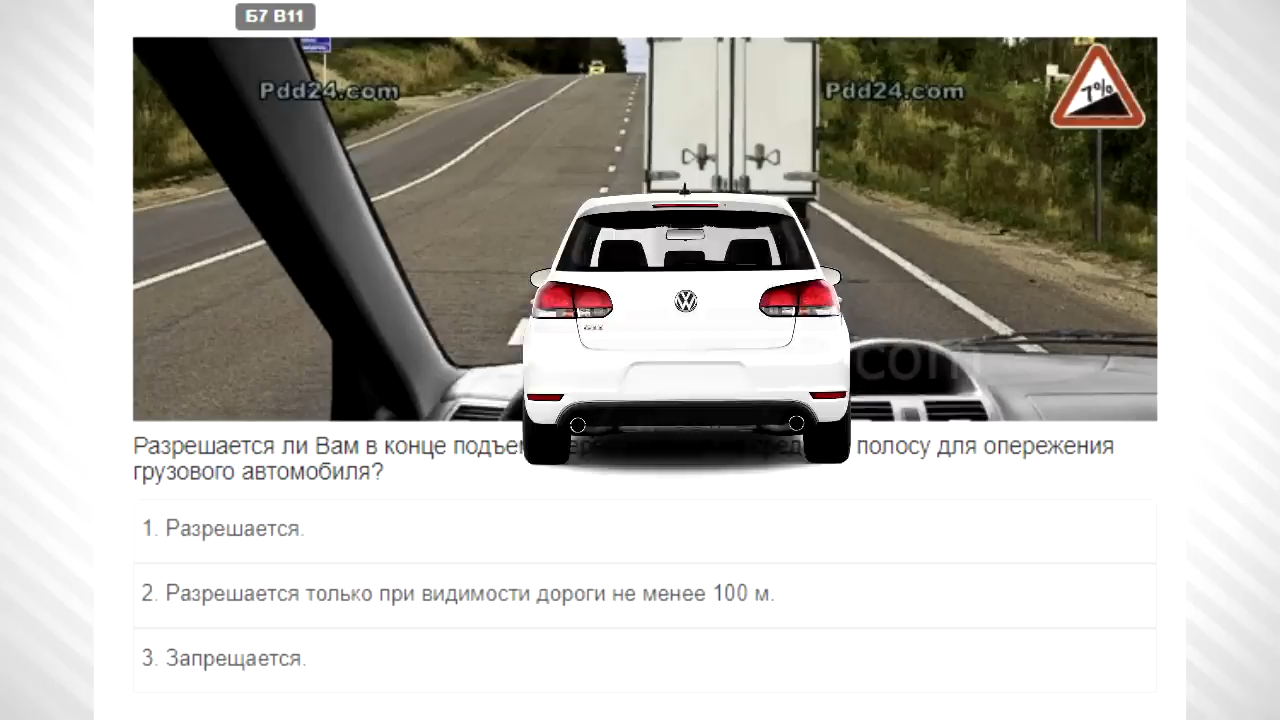 Б7 В11
Pdd24.com
Pdd24.com
7%
Разрешается ли Вам в конце подъем полосу для опережения
грузового автомобиля?
1. Разрешается.
2. Разрешается только при видимости дороги не менее 100 м.
3. Запрещается.